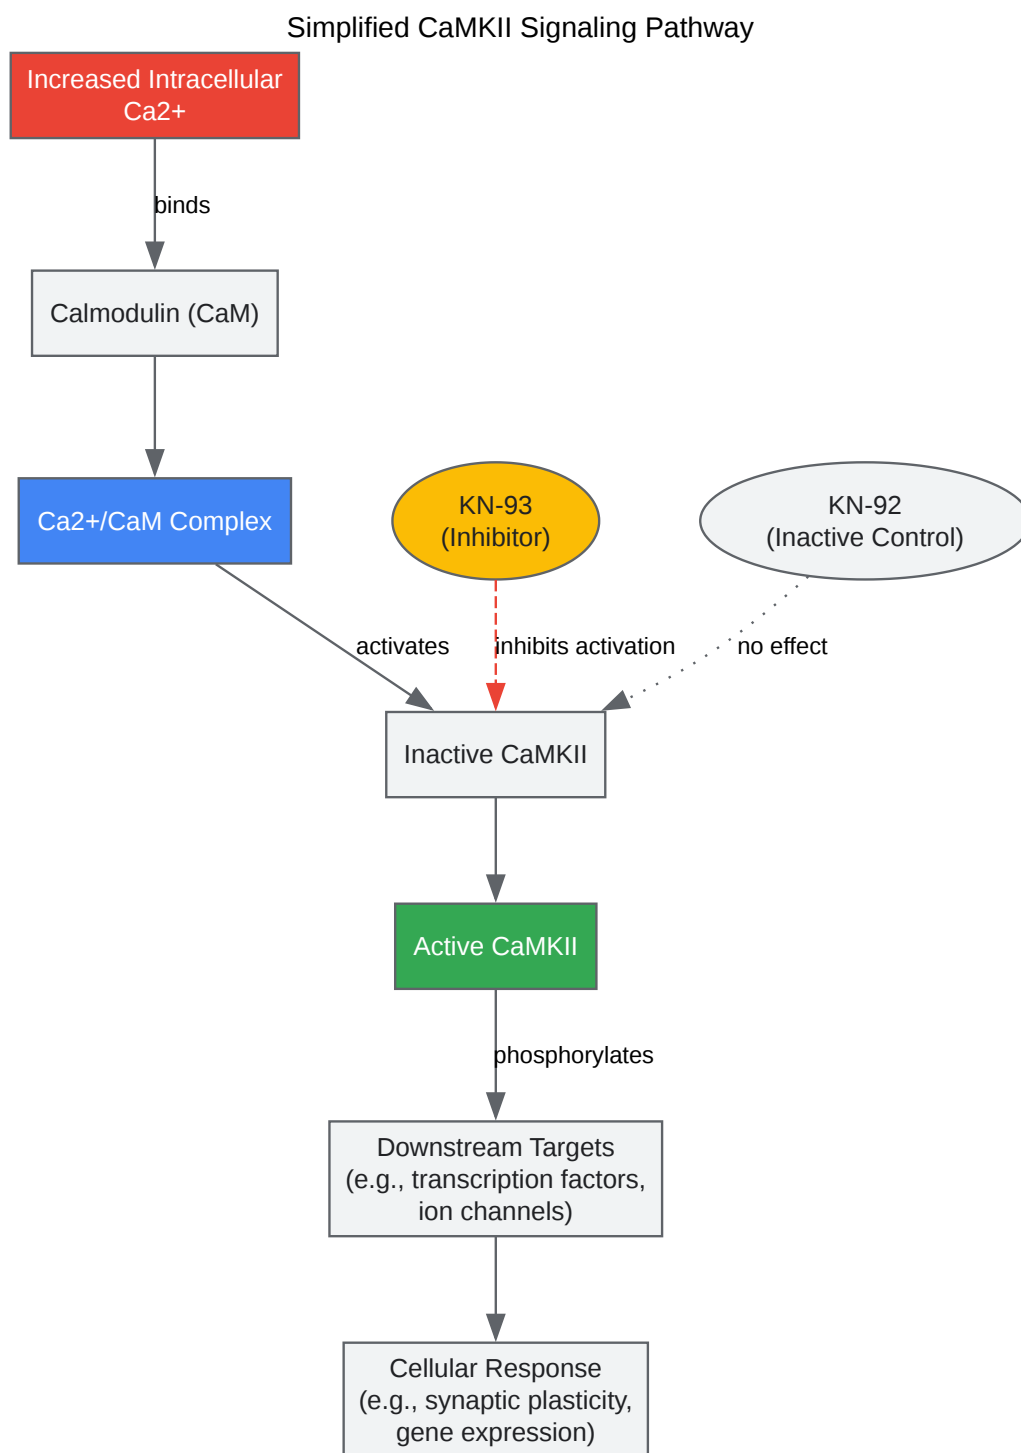 Simplified CaMKII Signaling Pathway
Increased Intracellular
Ca2+
binds
Calmodulin (CaM)
Ca2+/CaM Complex
KN-93
(Inhibitor)
KN-92
(Inactive Control)
activates
inhibits activation
no effect
Inactive CaMKII
Active CaMKII
phosphorylates
Downstream Targets
(e.g., transcription factors,
ion channels)
Cellular Response
(e.g., synaptic plasticity,
gene expression)